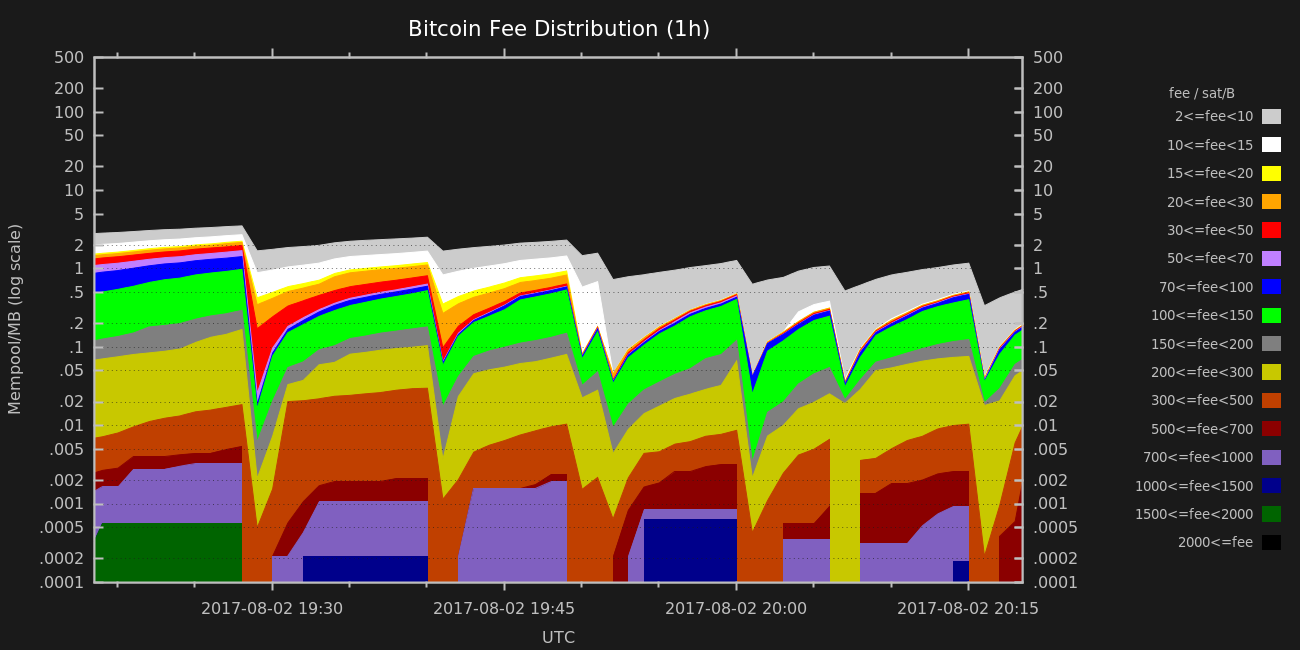 Bitcoin Fee Distribution (1h)
Mempool/MB (log scale)
500
200
100
50
20
10
5
2
1
.5
.2
.1
.05
.02
.01
.005
.002
.001
.0005
.0002
.0001
500
200
100
50
20
10
5
2
1
.5
.2
.1
.05
.02
.01
.005
.002
.001
.0005
.0002
.0001
2017-08-02 19:30
2017-08-02 19:45
2017-08-02 20:00
2017-08-02 20:15
UTC
fee / sat/B
2<=fee<10
10<=fee<15
15<=fee<20
20<=fee<30
30<=fee<50
50<=fee<70
70<=fee<100
100<=fee<150
150<=fee<200
200<=fee<300
300<=fee<500
500<=fee<700
700<=fee<1000
1000<=fee<1500
1500<=fee<2000
2000<=fee